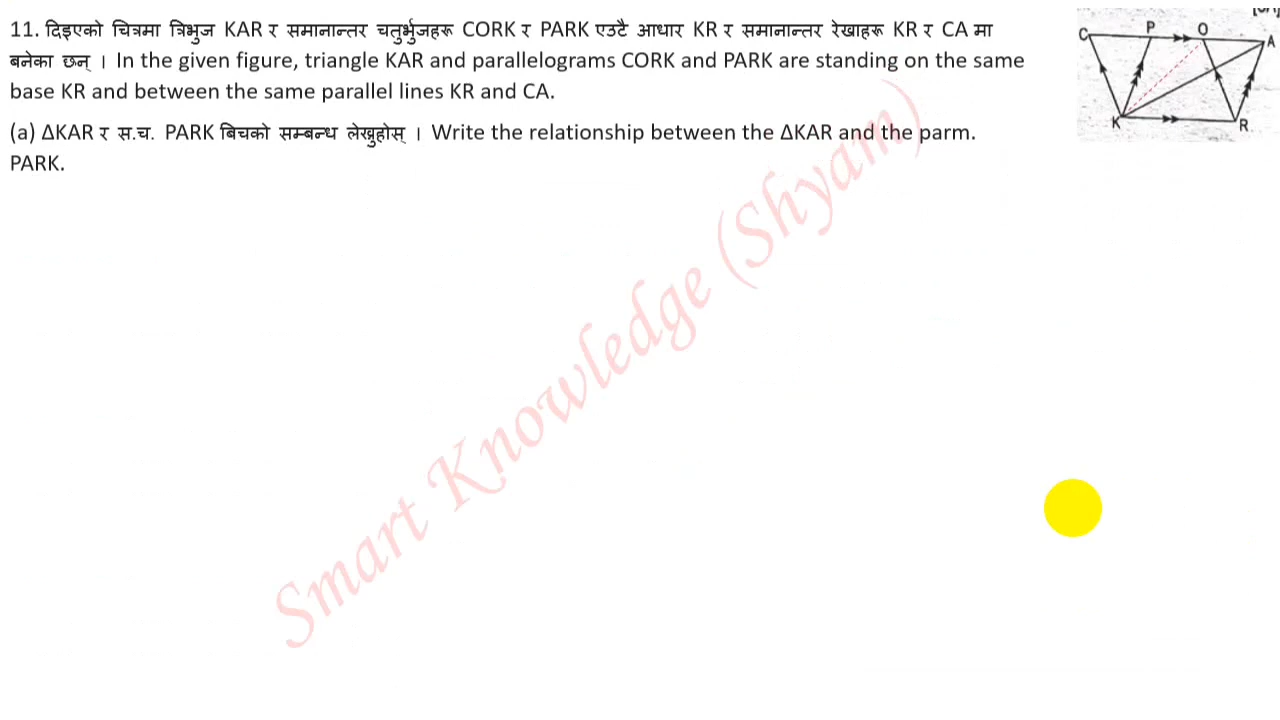 11. दिइएको चित्रमा त्रिभुज KAR र समानान्तर चतुर्भुजहरू CORK र PARK एउटै आधार KR र समानान्तर रेखाहरू KR र CA मा
बनेका छन् । In the given figure, triangle KAR and parallelograms CORK and PARK are standing on the same
base KR and between the same parallel lines KR and CA.
(a) ΔKAR र स.च. PARK बिचको सम्बन्ध लेख्नुहोस् । Write the relationship between the ΔKAR and the parm.
PARK.
C P O A
K R
Smart Knowledge (Shyam)